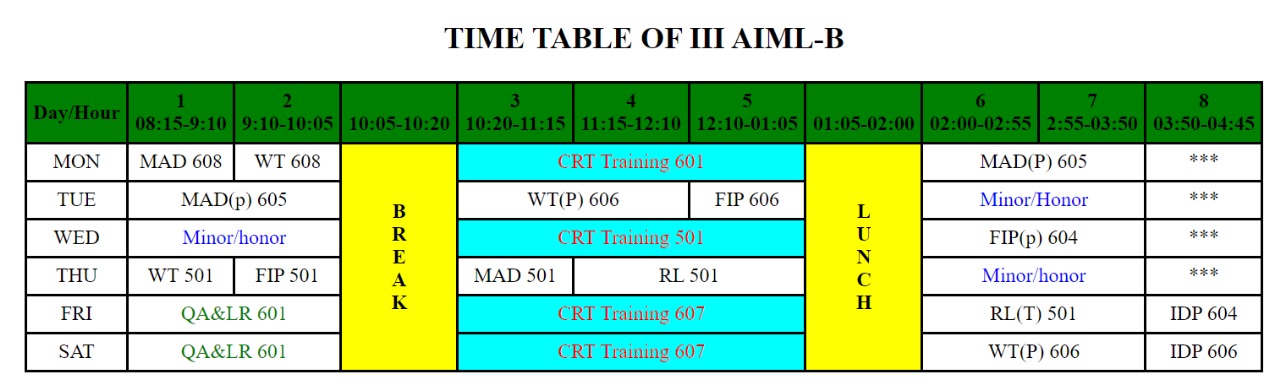 TIME TABLE OF III AIML-B
Day/Hour 1 08:15-9:10 2 9:10-10:05 10:05-10:20 3 10:20-11:15 4 11:15-12:10 5 12:10-01:05 01:05-02:00 6 02:00-02:55 7 2:55-03:50 8 03:50-04:45
MON MAD 608 WT 608 BREAK CRT Training 601 LUNCH MAD(P) 605 ***
TUE MAD(p) 605 WT(P) 606 FIP 606 Minor/Honor ***
WED Minor/honor CRT Training 501 FIP(p) 604 ***
THU WT 501 FIP 501 MAD 501 RL 501 Minor/honor ***
FRI QA&LR 601 CRT Training 607 RL(T) 501 IDP 604
SAT QA&LR 601 CRT Training 607 WT(P) 606 IDP 606